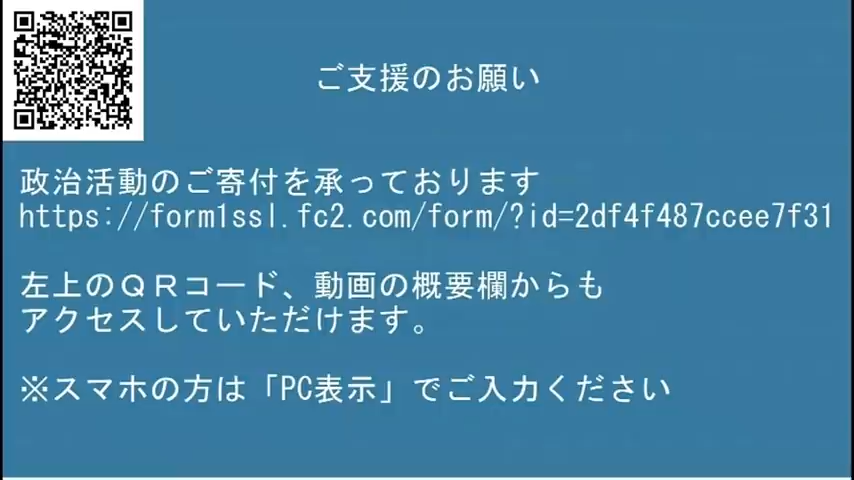 ご支援のお願い
政治活動のご寄付を承っております
https://form1ssl.fc2.com/form/?id=2df4f487ccee7f31
左上のＱＲコード、動画の概要欄からも
アクセスしていただけます。
※スマホの方は「PC表示」でご入力ください